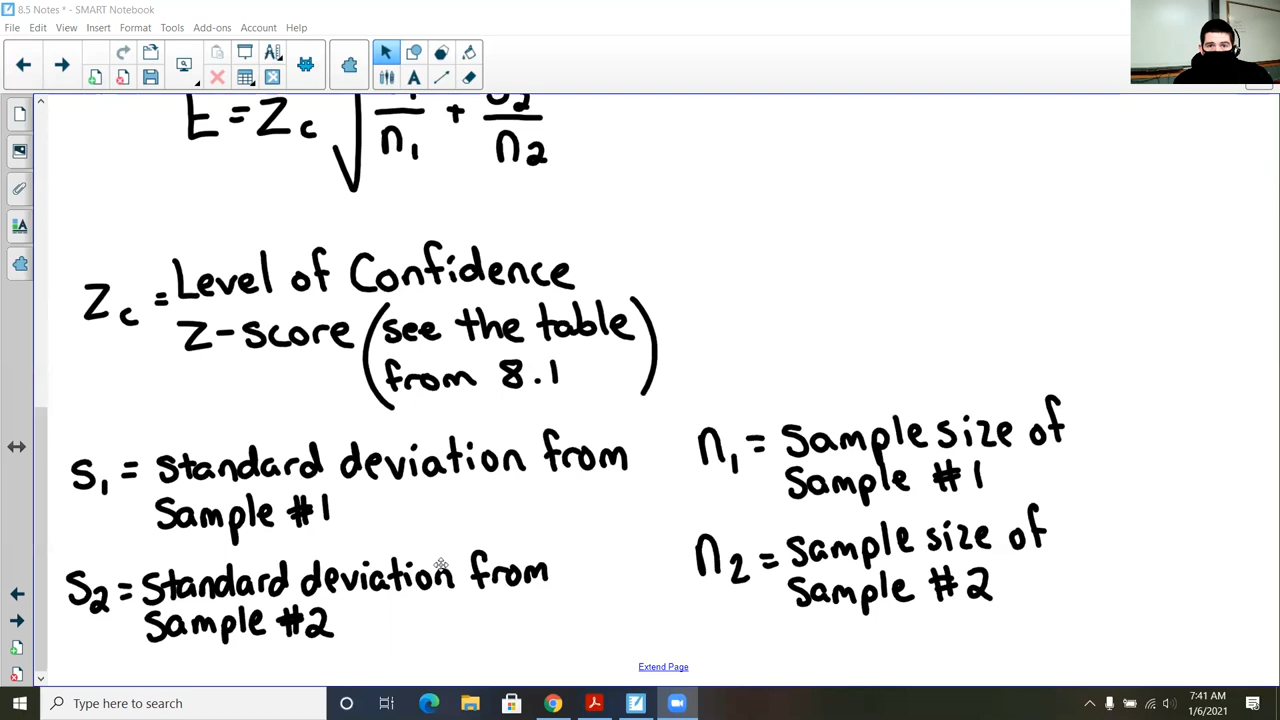 8.5 Notes * - SMART Notebook
File Edit View Insert Format Tools Add-ons Account Help
E = Zc √ n1 + n2
Zc = Level of Confidence
Z-score (see the table
from 8.1)
S1 = Standard deviation from
Sample #1
S2 = Standard deviation from
Sample #2
n1 = Sample size of
Sample #1
n2 = Sample size of
Sample #2
Extend Page
Type here to search
7:41 AM
1/6/2021